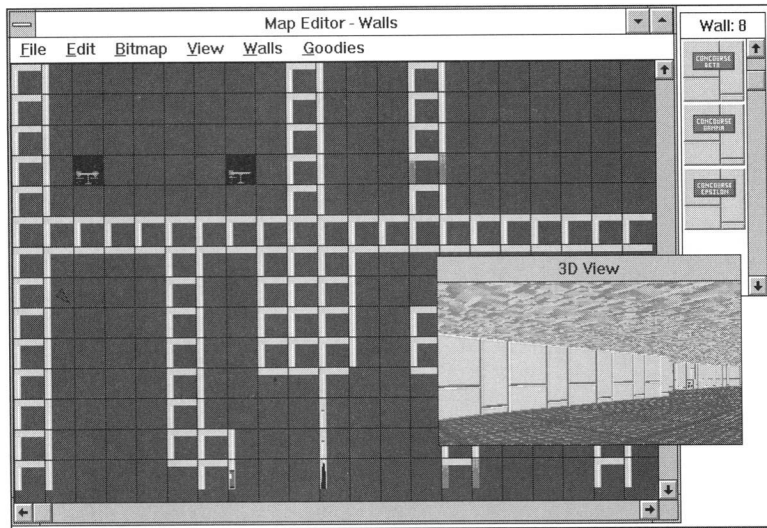 Map Editor - Walls
File Edit Bitmap View Walls Goodies
Wall: 8
CONCOURSE
BETA
CONCOURSE
GAMMA
CONCOURSE
EPSILON
3D View